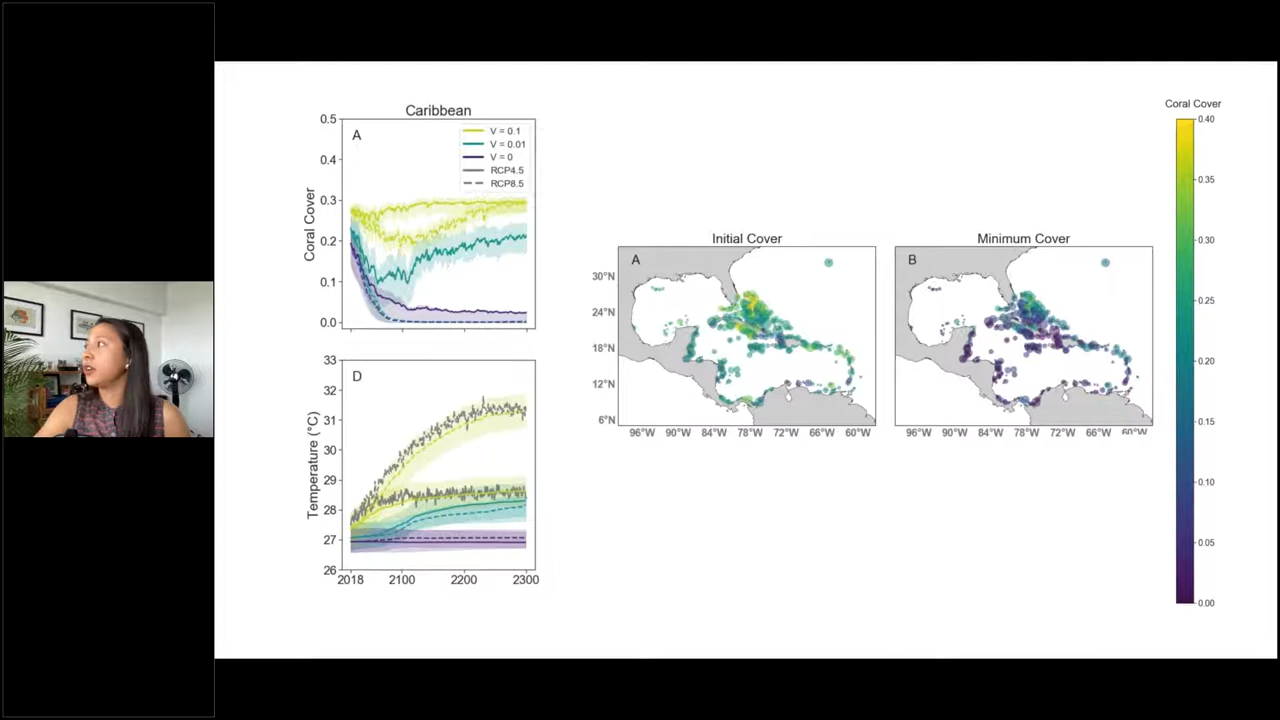 Caribbean
A
0.5
0.4
0.3
0.2
0.1
0.0
Coral Cover
V = 0.1
V = 0.01
V = 0
RCP4.5
RCP8.5
D
33
32
31
30
29
28
27
26
Temperature (°C)
2018 2100 2200 2300
Initial Cover
A
30°N
24°N
18°N
12°N
6°N
96°W 90°W 84°W 78°W 72°W 66°W 60°W
Minimum Cover
B
96°W 90°W 84°W 78°W 72°W 66°W 60°W
Coral Cover
0.40
0.35
0.30
0.25
0.20
0.15
0.10
0.05
0.00